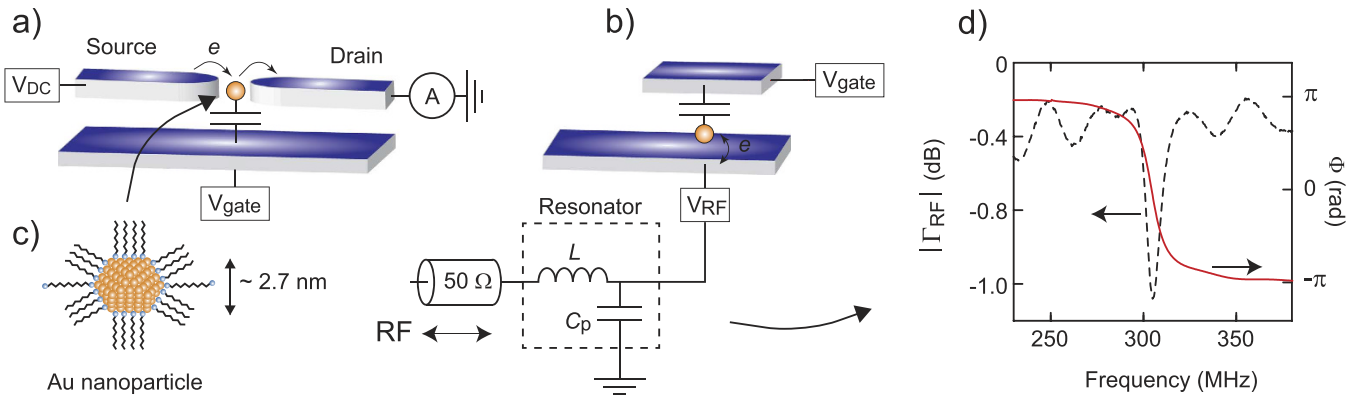 a)
Source
e
Drain
V_DC
A
V_gate
b)
V_gate
e
V_RF
c)
~ 2.7 nm
Au nanoparticle
Resonator
L
50 Ω
C_p
RF
d)
0
-0.4
-0.8
-1.0
|Γ_RF| (dB)
π
0
-π
Φ (rad)
250
300
350
Frequency (MHz)